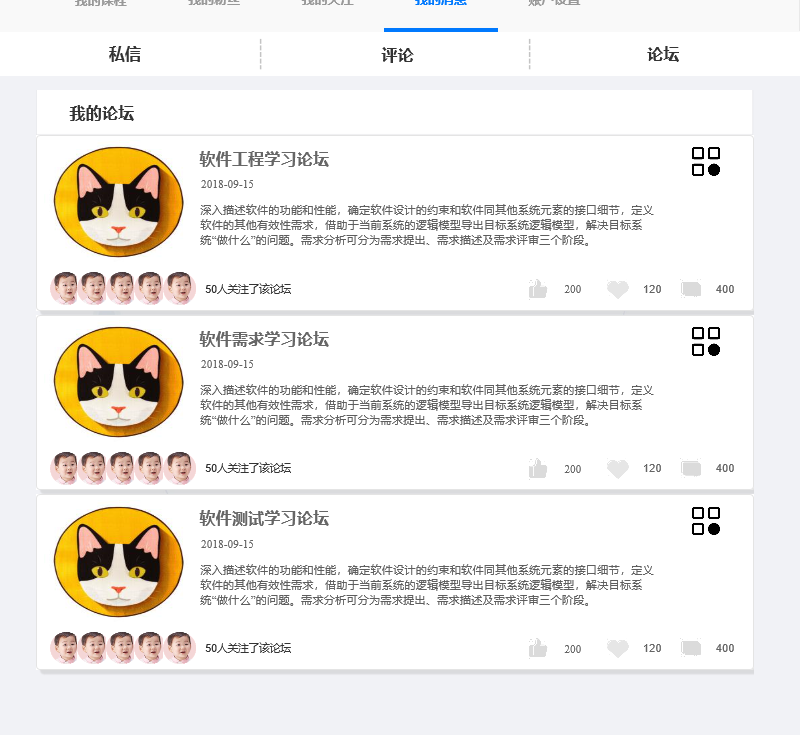 我的课程 我的粉丝 我的关注 我的消息 账户设置
私信 评论 论坛
我的论坛
软件工程学习论坛
2018-09-15
深入描述软件的功能和性能，确定软件设计的约束和软件同其他系统元素的接口细节，定义
软件的其他有效性需求，借助于当前系统的逻辑模型导出目标系统逻辑模型，解决目标系
统“做什么”的问题。需求分析可分为需求提出、需求描述及需求评审三个阶段。
50人关注了该论坛 200 120 400
软件需求学习论坛
2018-09-15
深入描述软件的功能和性能，确定软件设计的约束和软件同其他系统元素的接口细节，定义
软件的其他有效性需求，借助于当前系统的逻辑模型导出目标系统逻辑模型，解决目标系
统“做什么”的问题。需求分析可分为需求提出、需求描述及需求评审三个阶段。
50人关注了该论坛 200 120 400
软件测试学习论坛
2018-09-15
深入描述软件的功能和性能，确定软件设计的约束和软件同其他系统元素的接口细节，定义
软件的其他有效性需求，借助于当前系统的逻辑模型导出目标系统逻辑模型，解决目标系
统“做什么”的问题。需求分析可分为需求提出、需求描述及需求评审三个阶段。
50人关注了该论坛 200 120 400